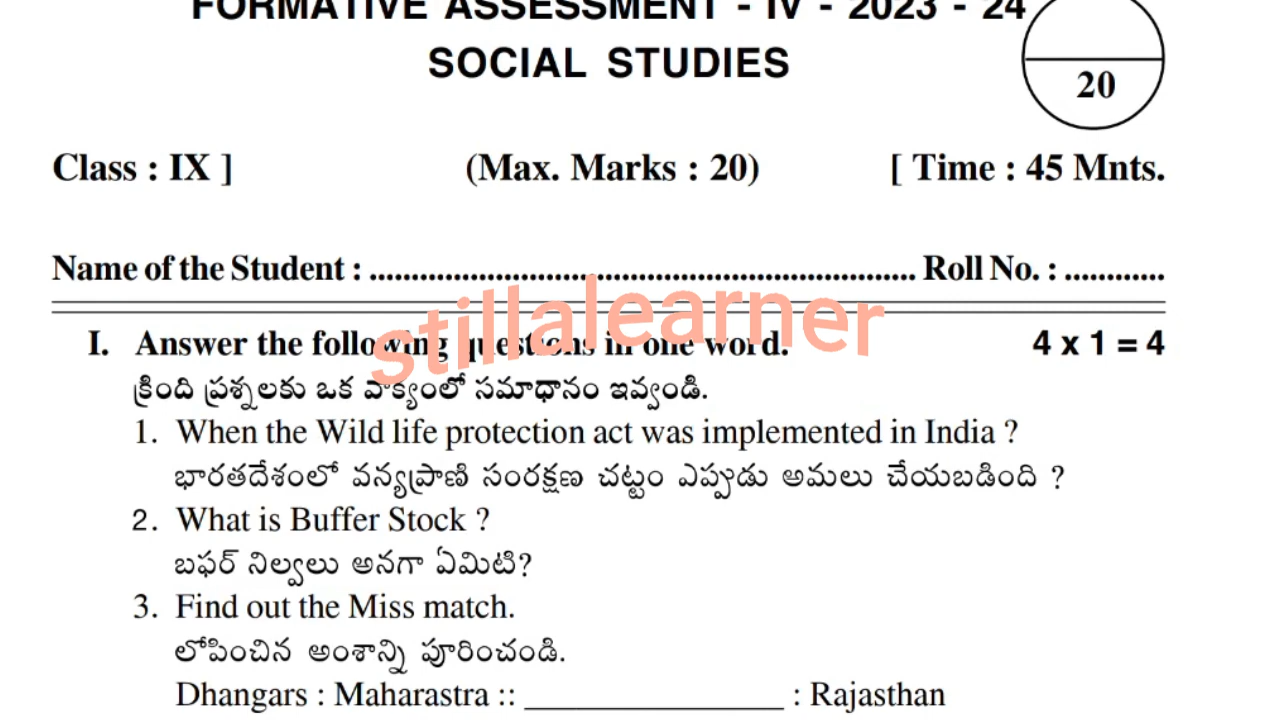 FORMATIVE ASSESSMENT - IV - 2023 - 24
SOCIAL STUDIES
20
Class : IX ] (Max. Marks : 20) [ Time : 45 Mnts.
Name of the Student : ................................................................. Roll No. : ............
stillalearner
I. Answer the following questions in one word. 4 x 1 = 4
క్రింది ప్రశ్నలకు ఒక వాక్యంలో సమాధానం ఇవ్వండి.
1. When the Wild life protection act was implemented in India ?
భారతదేశంలో వన్యప్రాణి సంరక్షణ చట్టం ఎప్పుడు అమలు చేయబడింది ?
2. What is Buffer Stock ?
బఫర్ నిల్వలు అనగా ఏమిటి?
3. Find out the Miss match.
లోపించిన అంశాన్ని పూరించండి.
Dhangars : Maharastra :: _______________ : Rajasthan